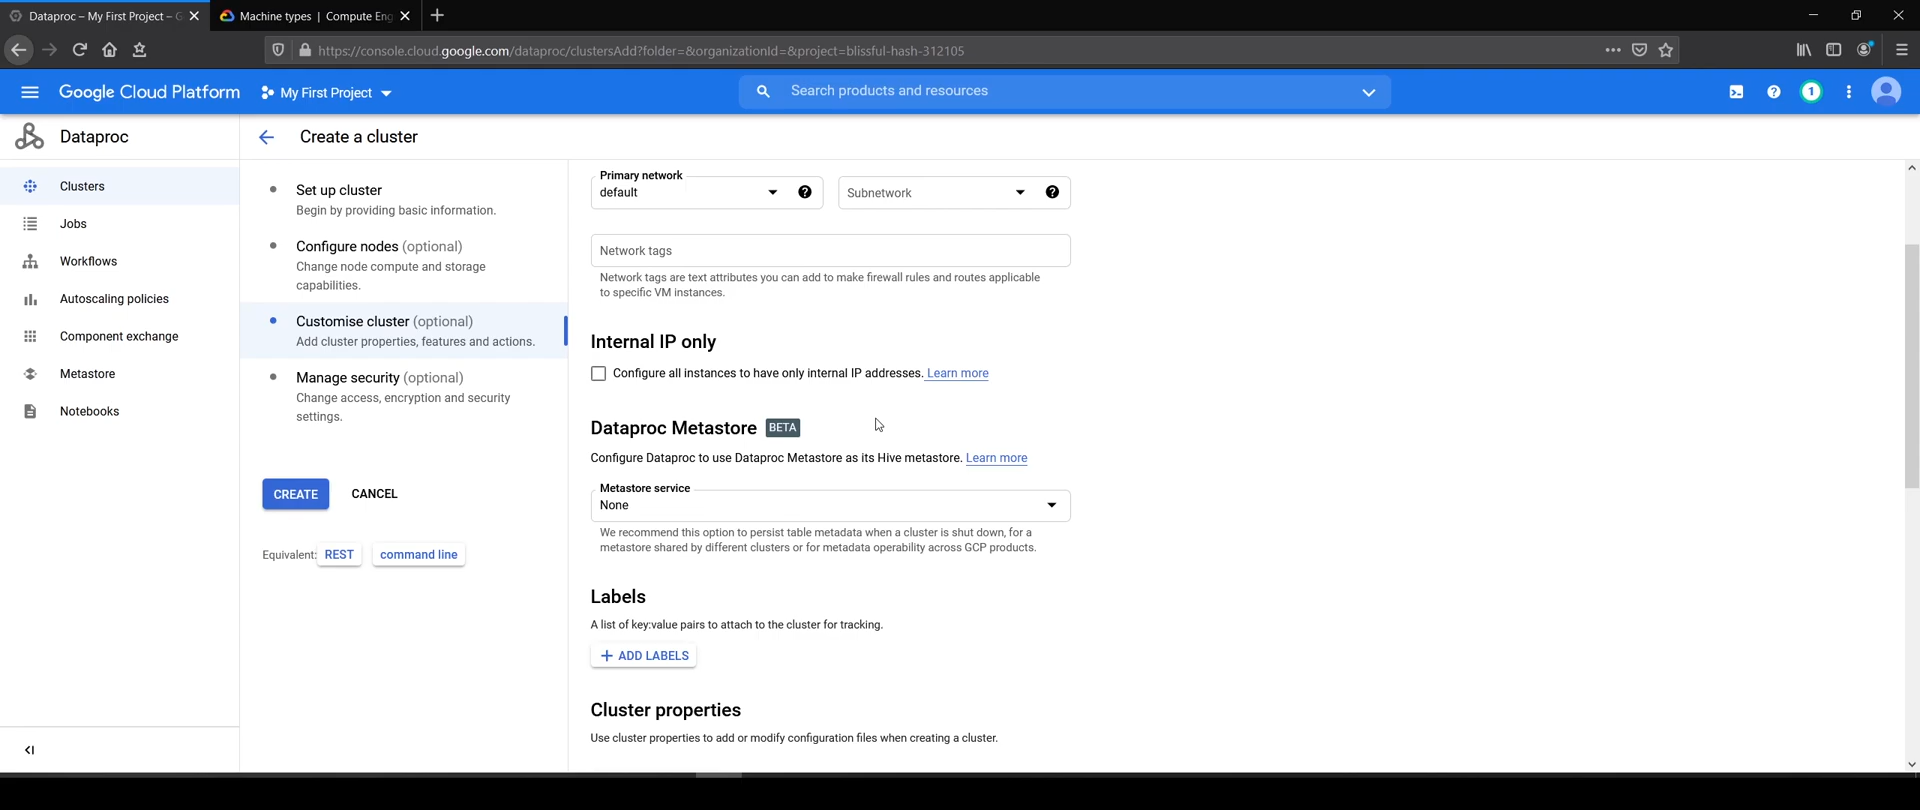 Dataproc – My First Project – G
Machine types | Compute Eng
https://console.cloud.google.com/dataproc/clustersAdd?folder=&organizationId=&project=blissful-hash-312105
Google Cloud Platform
My First Project
Search products and resources
1
Dataproc
Create a cluster
Clusters
Jobs
Workflows
Autoscaling policies
Component exchange
Metastore
Notebooks
Set up cluster
Begin by providing basic information.
Configure nodes (optional)
Change node compute and storage
capabilities.
Customise cluster (optional)
Add cluster properties, features and actions.
Manage security (optional)
Change access, encryption and security
settings.
CREATE
CANCEL
Equivalent: REST command line
Primary network
default
Subnetwork
Network tags
Network tags are text attributes you can add to make firewall rules and routes applicable
to specific VM instances.
Internal IP only
Configure all instances to have only internal IP addresses. Learn more
Dataproc Metastore BETA
Configure Dataproc to use Dataproc Metastore as its Hive metastore. Learn more
Metastore service
None
We recommend this option to persist table metadata when a cluster is shut down, for a
metastore shared by different clusters or for metadata operability across GCP products.
Labels
A list of key:value pairs to attach to the cluster for tracking.
+ ADD LABELS
Cluster properties
Use cluster properties to add or modify configuration files when creating a cluster.